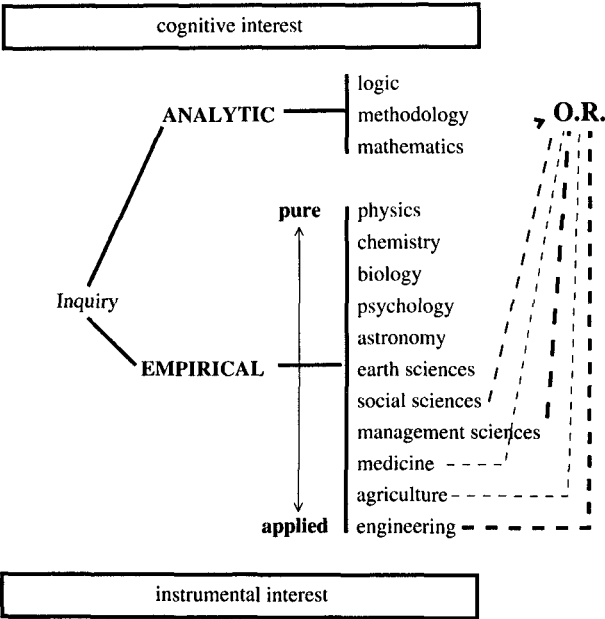 cognitive interest
ANALYTIC
logic
methodology
mathematics
O.R.
pure
physics
chemistry
biology
psychology
astronomy
earth sciences
social sciences
management sciences
medicine
agriculture
engineering
applied
Inquiry
EMPIRICAL
instrumental interest